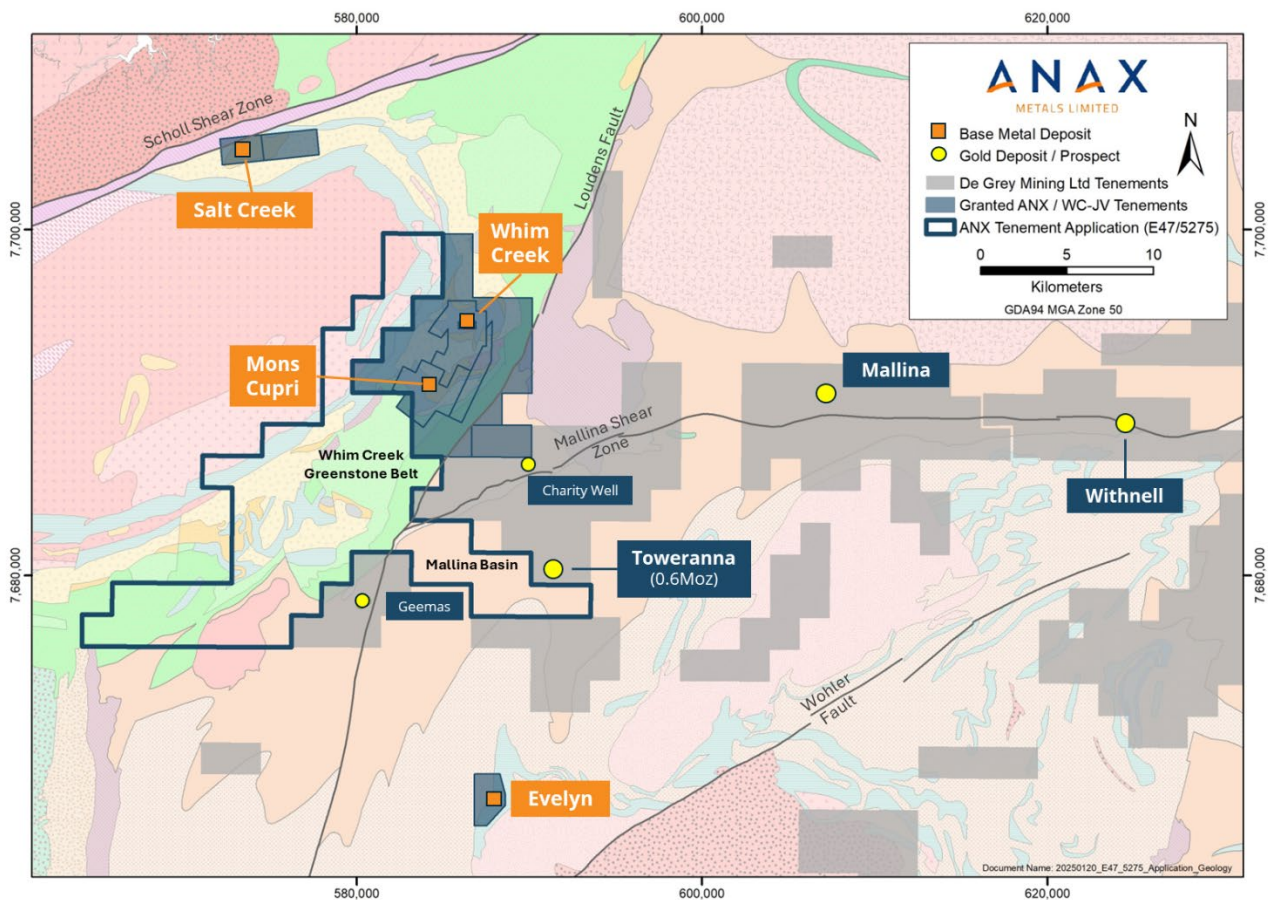 580,000
600,000
620,000
ANAX
METALS LIMITED
N
Base Metal Deposit
Gold Deposit / Prospect
De Grey Mining Ltd Tenements
Granted ANX / WC-JV Tenements
ANX Tenement Application (E47/5275)
0
5
10
Kilometers
GDA94 MGA Zone 50
Scholl Shear Zone
Loudens Fault
Salt Creek
7,700,000
7,700,000
Whim
Creek
Mons
Cupri
Mallina
Mallina Shear
Zone
Whim Creek
Greenstone Belt
Charity Well
Withnell
Mallina Basin
Toweranna
(0.6Moz)
7,680,000
7,680,000
Geemas
Wohler
Fault
Evelyn
Document Name: 20250120_E47_5275_Application_Geology
580,000
600,000
620,000